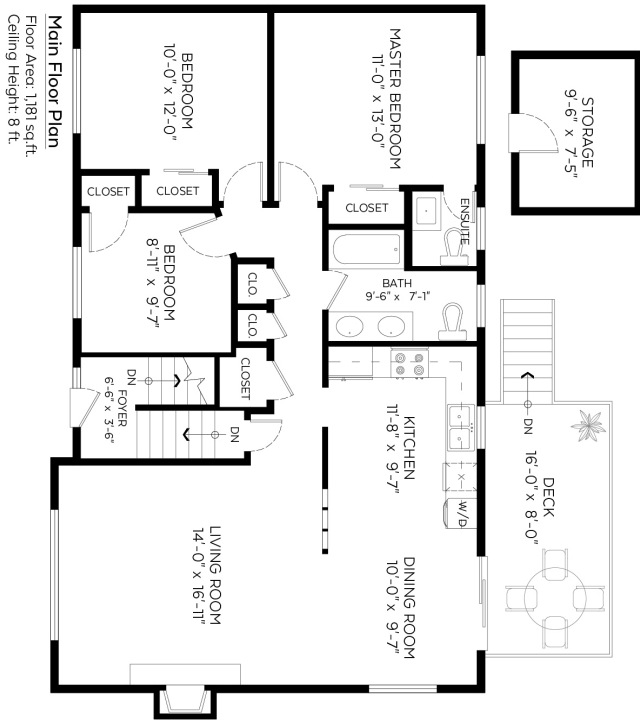 Main Floor Plan
Floor Area: 1,181 sq.ft.
Ceiling Height: 8 ft.
BEDROOM
10'-0" x 12'-0"
MASTER BEDROOM
11'-0" x 13'-0"
STORAGE
9'-6" x 7'-5"
CLOSET
CLOSET
CLOSET
ENSUITE
BEDROOM
8'-11" x 9'-7"
CLO.
CLO.
BATH
9'-6" x 7'-1"
CLOSET
DN
FOYER
6'-6" x 3'-6"
DN
KITCHEN
11'-8" x 9'-7"
W/D
DN
DECK
16'-0" x 8'-0"
LIVING ROOM
14'-0" x 16'-11"
DINING ROOM
10'-0" x 9'-7"